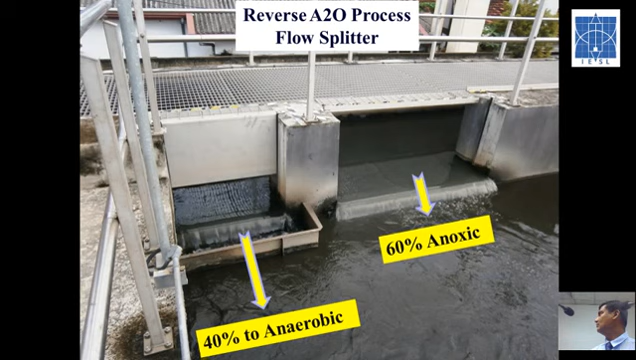 Reverse A2O Process
Flow Splitter
IESL
60% Anoxic
40% to Anaerobic